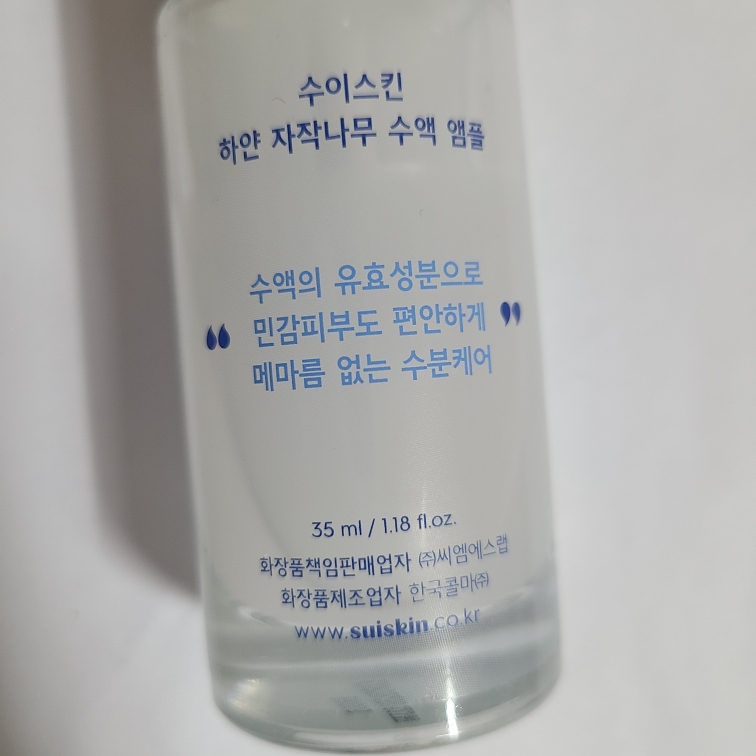 수이스킨
하얀 자작나무 수액 앰플
수액의 유효성분으로
“ 민감피부도 편안하게 ”
메마름 없는 수분케어
35 ml / 1.18 fl.oz.
화장품책임판매업자 ㈜씨엠에스랩
화장품제조업자 한국콜마㈜
www.suiskin.co.kr